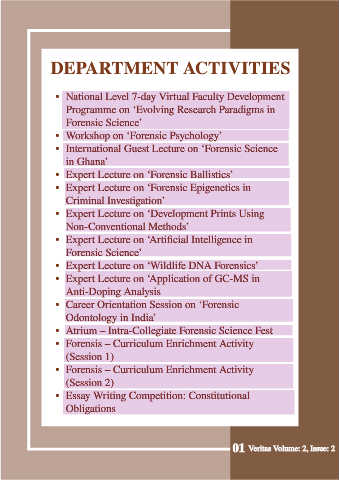 DEPARTMENT ACTIVITIES
• National Level 7-day Virtual Faculty Development
Programme on ‘Evolving Research Paradigms in
Forensic Science’
• Workshop on ‘Forensic Psychology’
• International Guest Lecture on ‘Forensic Science
in Ghana’
• Expert Lecture on ‘Forensic Ballistics’
• Expert Lecture on ‘Forensic Epigenetics in
Criminal Investigation’
• Expert Lecture on ‘Development Prints Using
Non-Conventional Methods’
• Expert Lecture on ‘Artificial Intelligence in
Forensic Science’
• Expert Lecture on ‘Wildlife DNA Forensics’
• Expert Lecture on ‘Application of GC-MS in
Anti-Doping Analysis
• Career Orientation Session on ‘Forensic
Odontology in India’
• Atrium – Intra-Collegiate Forensic Science Fest
• Forensis – Curriculum Enrichment Activity
(Session 1)
• Forensis – Curriculum Enrichment Activity
(Session 2)
• Essay Writing Competition: Constitutional
Obligations
01 Veritas Volume: 2, Issue: 2